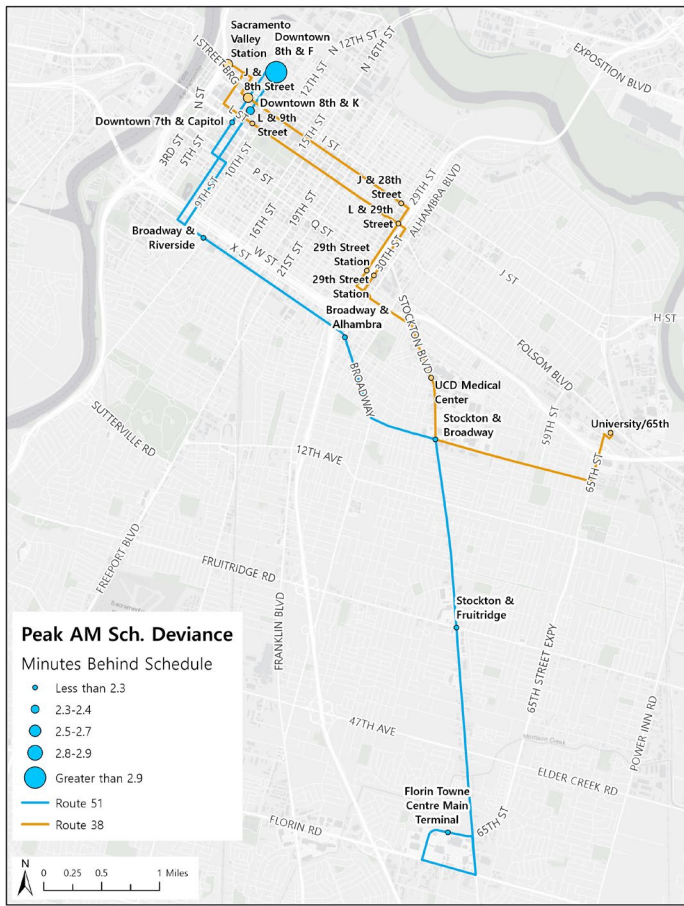 Sacramento
Valley
Station
Downtown
8th & F
N 12TH ST
N 16TH ST
EXPOSITION BLVD
I STREET BRG
J &
8th Street
12TH ST
N ST
Downtown 8th & K
L ST
L & 9th
Street
Downtown 7th & Capitol
15TH ST
I ST
3RD ST
5TH ST
10TH ST
P ST
J & 28th
Street
29TH ST
ALHAMBRA BLVD
9TH ST
19TH ST
L & 29th
Street
16TH ST
Q ST
Broadway &
Riverside
29th Street
Station
30TH ST
X ST
W ST
21ST ST
29th Street
Station
J ST
Broadway &
Alhambra
STOCKTON BLVD
H ST
FOLSOM BLVD
BROADWAY
UCD Medical
Center
SUTTERVILLE RD
Stockton &
Broadway
59TH ST
University/65th
12TH AVE
65TH ST
FREEPORT BLVD
FRUITRIDGE RD
Stockton &
Fruitridge
FRANKLIN BLVD
65TH STREET EXPY
POWER INN RD
47TH AVE
ELDER CREEK RD
Florin Towne
Centre Main
Terminal
65TH ST
FLORIN RD
Peak AM Sch. Deviance
Minutes Behind Schedule
Less than 2.3
2.3-2.4
2.5-2.7
2.8-2.9
Greater than 2.9
Route 51
Route 38
N
0 0.25 0.5 1 Miles